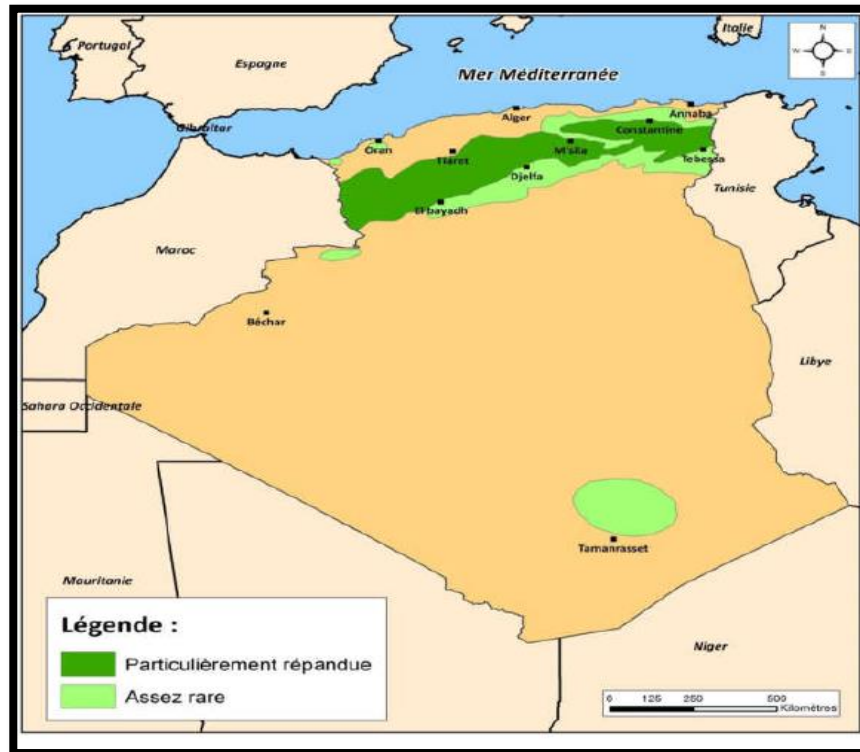 Italie
N
W
S
Portugal
Espagne
Mer Méditerranée
Gibraltar
Alger
Annaba
Constantine
Oran
Tiaret
M'sila
Tebessa
Djelfa
Tunisie
El bayadh
Maroc
Béchar
Libye
Sahara Occidentale
Tamanrasset
Mauritanie
Niger
Légende :
Particulièrement répandue
Assez rare
0 125 250 500
Kilomètres